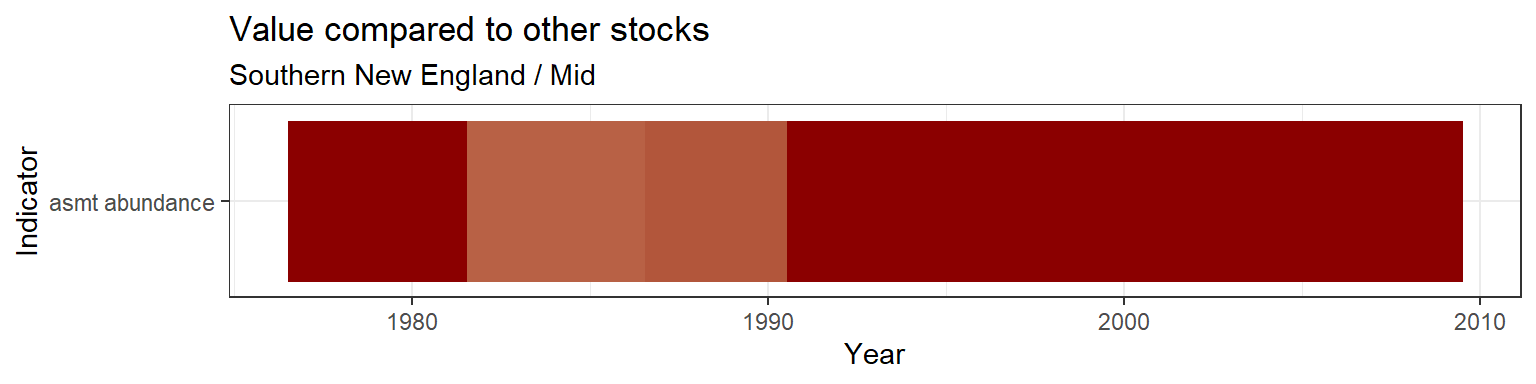 Value compared to other stocks
Southern New England / Mid
Indicator
asmt abundance
1980 1990 2000 2010
Year